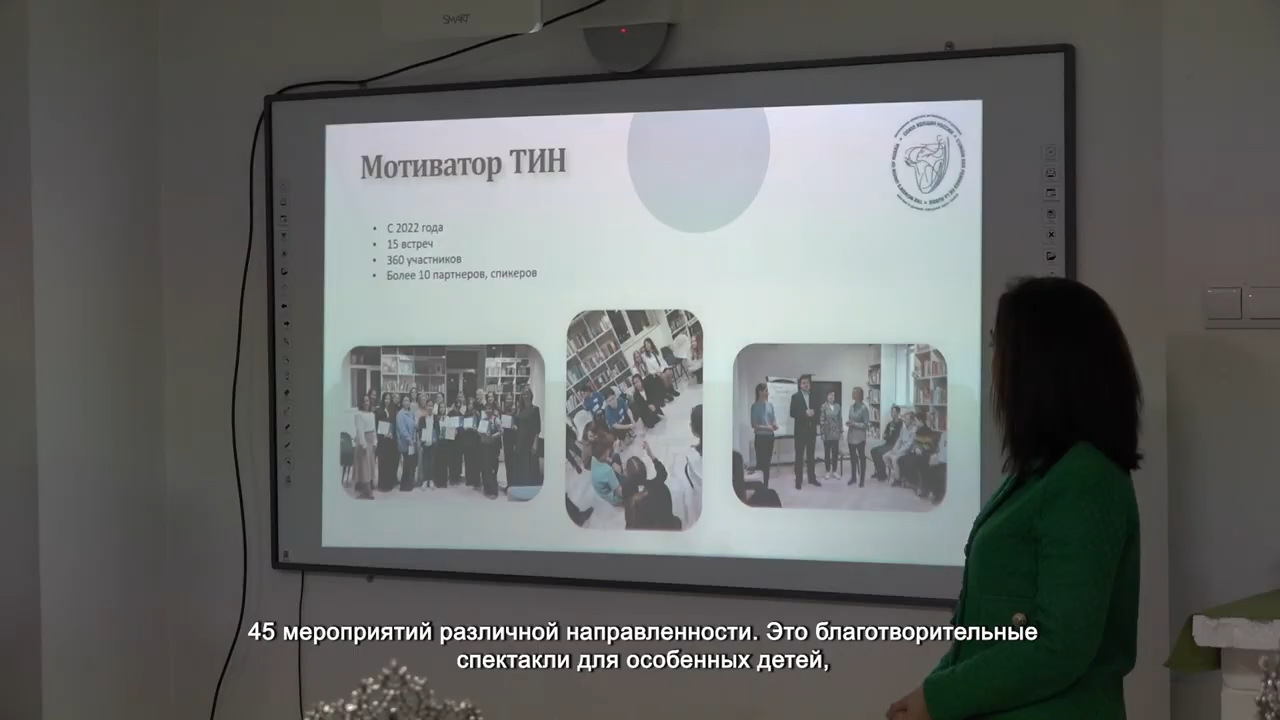 SMART
Мотиватор ТИН
• С 2022 года
• 15 встреч
• 360 участников
• Более 10 партнеров, спикеров
45 мероприятий различной направленности. Это благотворительные
спектакли для особенных детей,